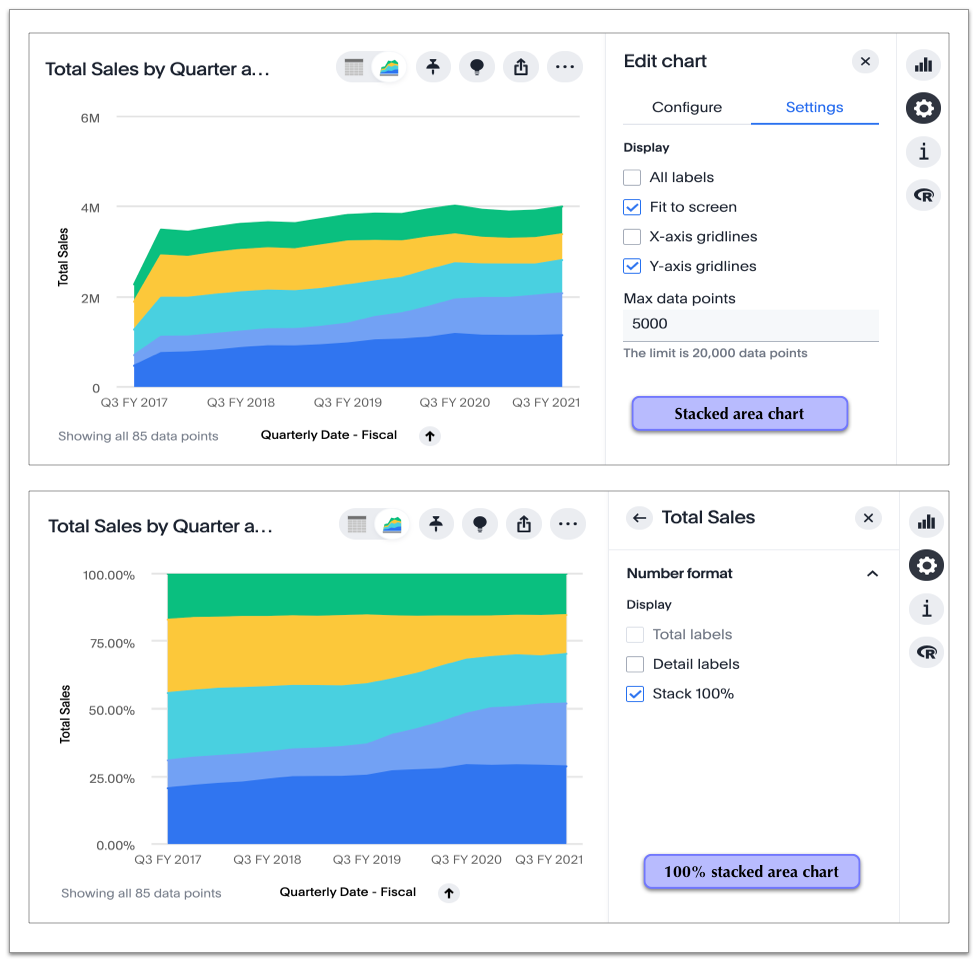 Total Sales by Quarter a...
6M
4M
2M
0
Total Sales
Q3 FY 2017
Q3 FY 2018
Q3 FY 2019
Q3 FY 2020
Q3 FY 2021
Showing all 85 data points
Quarterly Date - Fiscal
Edit chart
Configure
Settings
Display
All labels
Fit to screen
X-axis gridlines
Y-axis gridlines
Max data points
5000
The limit is 20,000 data points
Stacked area chart
i
R
Total Sales by Quarter a...
100.00%
75.00%
50.00%
25.00%
0.00%
Total Sales
Q3 FY 2017
Q3 FY 2018
Q3 FY 2019
Q3 FY 2020
Q3 FY 2021
Showing all 85 data points
Quarterly Date - Fiscal
Total Sales
Number format
Display
Total labels
Detail labels
Stack 100%
100% stacked area chart
i
R